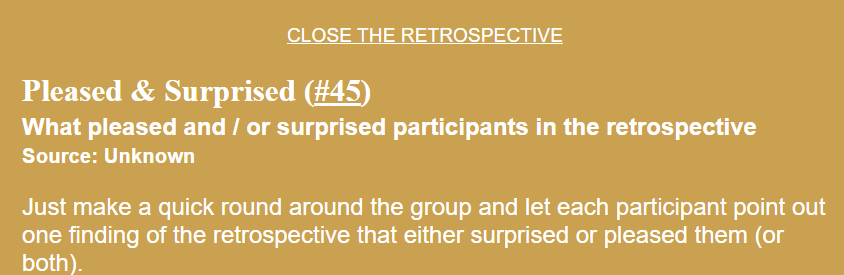 CLOSE THE RETROSPECTIVE
Pleased & Surprised (#45)
What pleased and / or surprised participants in the retrospective
Source: Unknown
Just make a quick round around the group and let each participant point out
one finding of the retrospective that either surprised or pleased them (or
both).